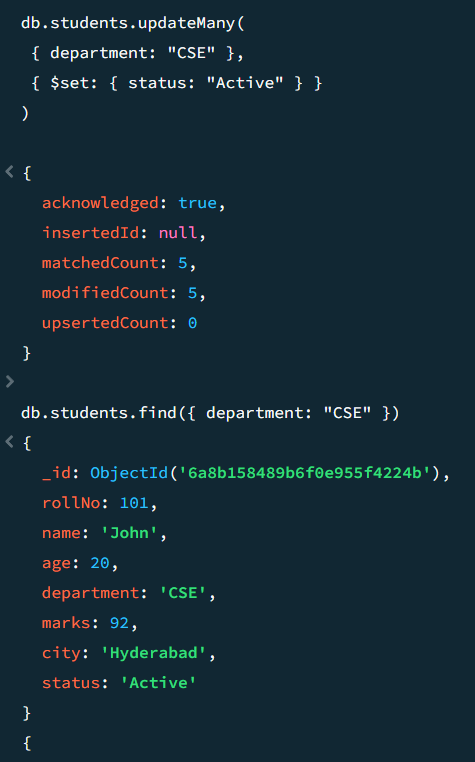 db.students.updateMany(
{ department: "CSE" },
{ $set: { status: "Active" } }
)
{
acknowledged: true,
insertedId: null,
matchedCount: 5,
modifiedCount: 5,
upsertedCount: 0
}
db.students.find({ department: "CSE" })
{
_id: ObjectId('6a8b158489b6f0e955f4224b'),
rollNo: 101,
name: 'John',
age: 20,
department: 'CSE',
marks: 92,
city: 'Hyderabad',
status: 'Active'
}
{